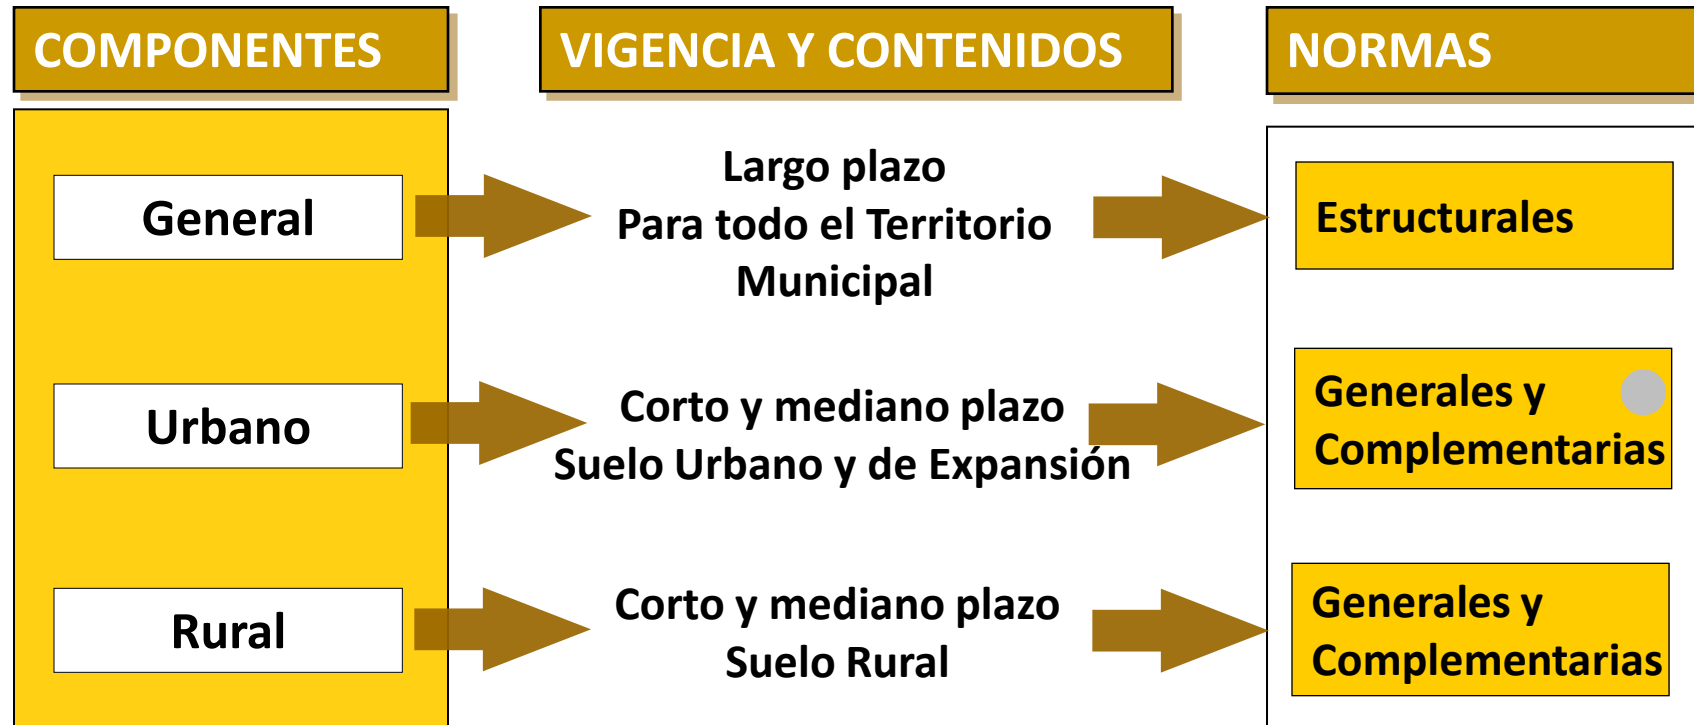 COMPONENTES
VIGENCIA Y CONTENIDOS
NORMAS
General
Largo plazo
Para todo el Territorio
Municipal
Estructurales
Urbano
Corto y mediano plazo
Suelo Urbano y de Expansión
Generales y
Complementarias
Rural
Corto y mediano plazo
Suelo Rural
Generales y
Complementarias